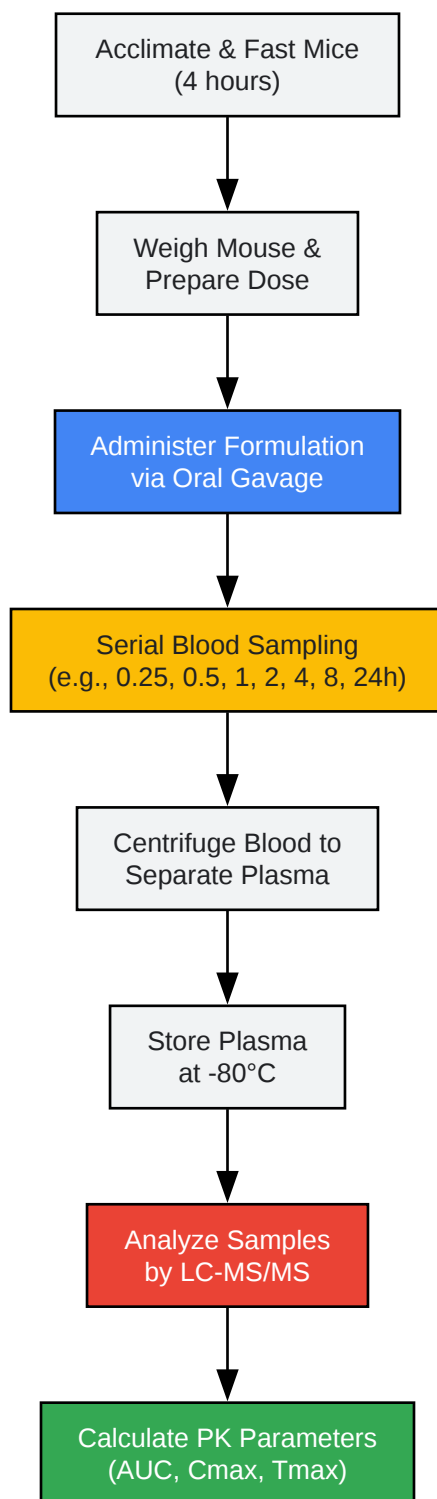 Acclimate & Fast Mice
(4 hours)
Weigh Mouse &
Prepare Dose
Administer Formulation
via Oral Gavage
Serial Blood Sampling
(e.g., 0.25, 0.5, 1, 2, 4, 8, 24h)
Centrifuge Blood to
Separate Plasma
Store Plasma
at -80°C
Analyze Samples
by LC-MS/MS
Calculate PK Parameters
(AUC, Cmax, Tmax)